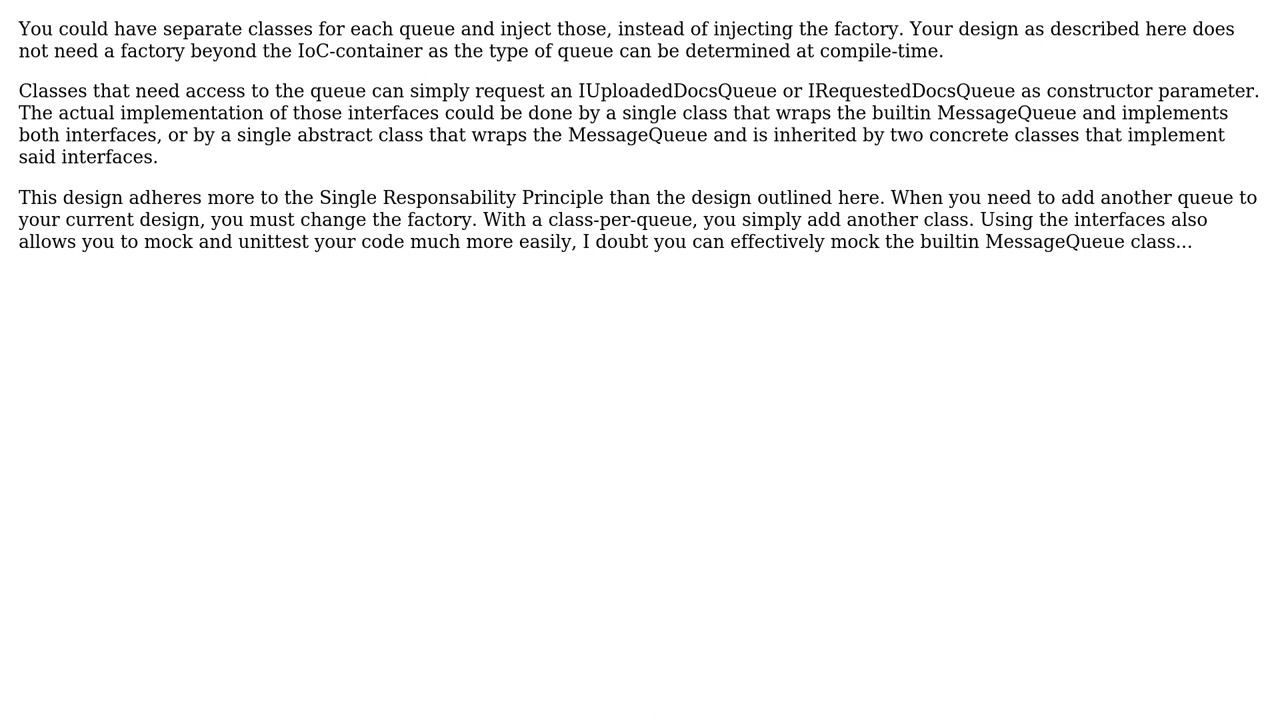 You could have separate classes for each queue and inject those, instead of injecting the factory. Your design as described here does
not need a factory beyond the IoC-container as the type of queue can be determined at compile-time.
Classes that need access to the queue can simply request an IUploadedDocsQueue or IRequestedDocsQueue as constructor parameter.
The actual implementation of those interfaces could be done by a single class that wraps the builtin MessageQueue and implements
both interfaces, or by a single abstract class that wraps the MessageQueue and is inherited by two concrete classes that implement
said interfaces.
This design adheres more to the Single Responsability Principle than the design outlined here. When you need to add another queue to
your current design, you must change the factory. With a class-per-queue, you simply add another class. Using the interfaces also
allows you to mock and unittest your code much more easily, I doubt you can effectively mock the builtin MessageQueue class...